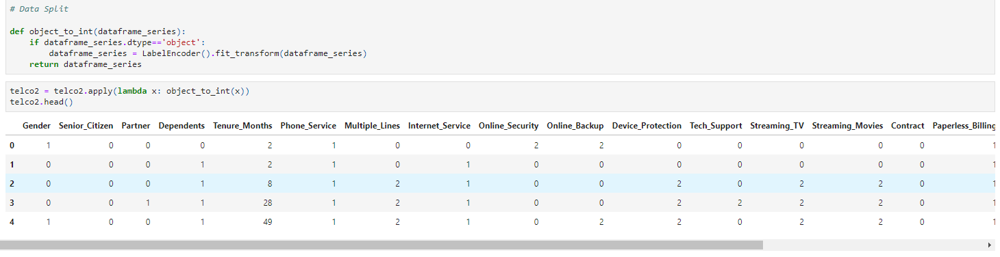 # Data Split
def object_to_int(dataframe_series):
if dataframe_series.dtype=='object':
dataframe_series = LabelEncoder().fit_transform(dataframe_series)
return dataframe_series
telco2 = telco2.apply(lambda x: object_to_int(x))
telco2.head()
Gender Senior_Citizen Partner Dependents Tenure_Months Phone_Service Multiple_Lines Internet_Service Online_Security Online_Backup Device_Protection Tech_Support Streaming_TV Streaming_Movies Contract Paperless_Billing
0 1 0 0 0 2 1 0 0 2 2 0 0 0 0 0 1
1 0 0 0 1 2 1 0 1 0 0 0 0 0 0 0 1
2 0 0 0 1 8 1 2 1 0 0 2 0 2 2 0 1
3 0 0 1 1 28 1 2 1 0 0 2 2 2 2 0 1
4 1 0 0 1 49 1 2 1 0 2 2 0 2 2 0 1